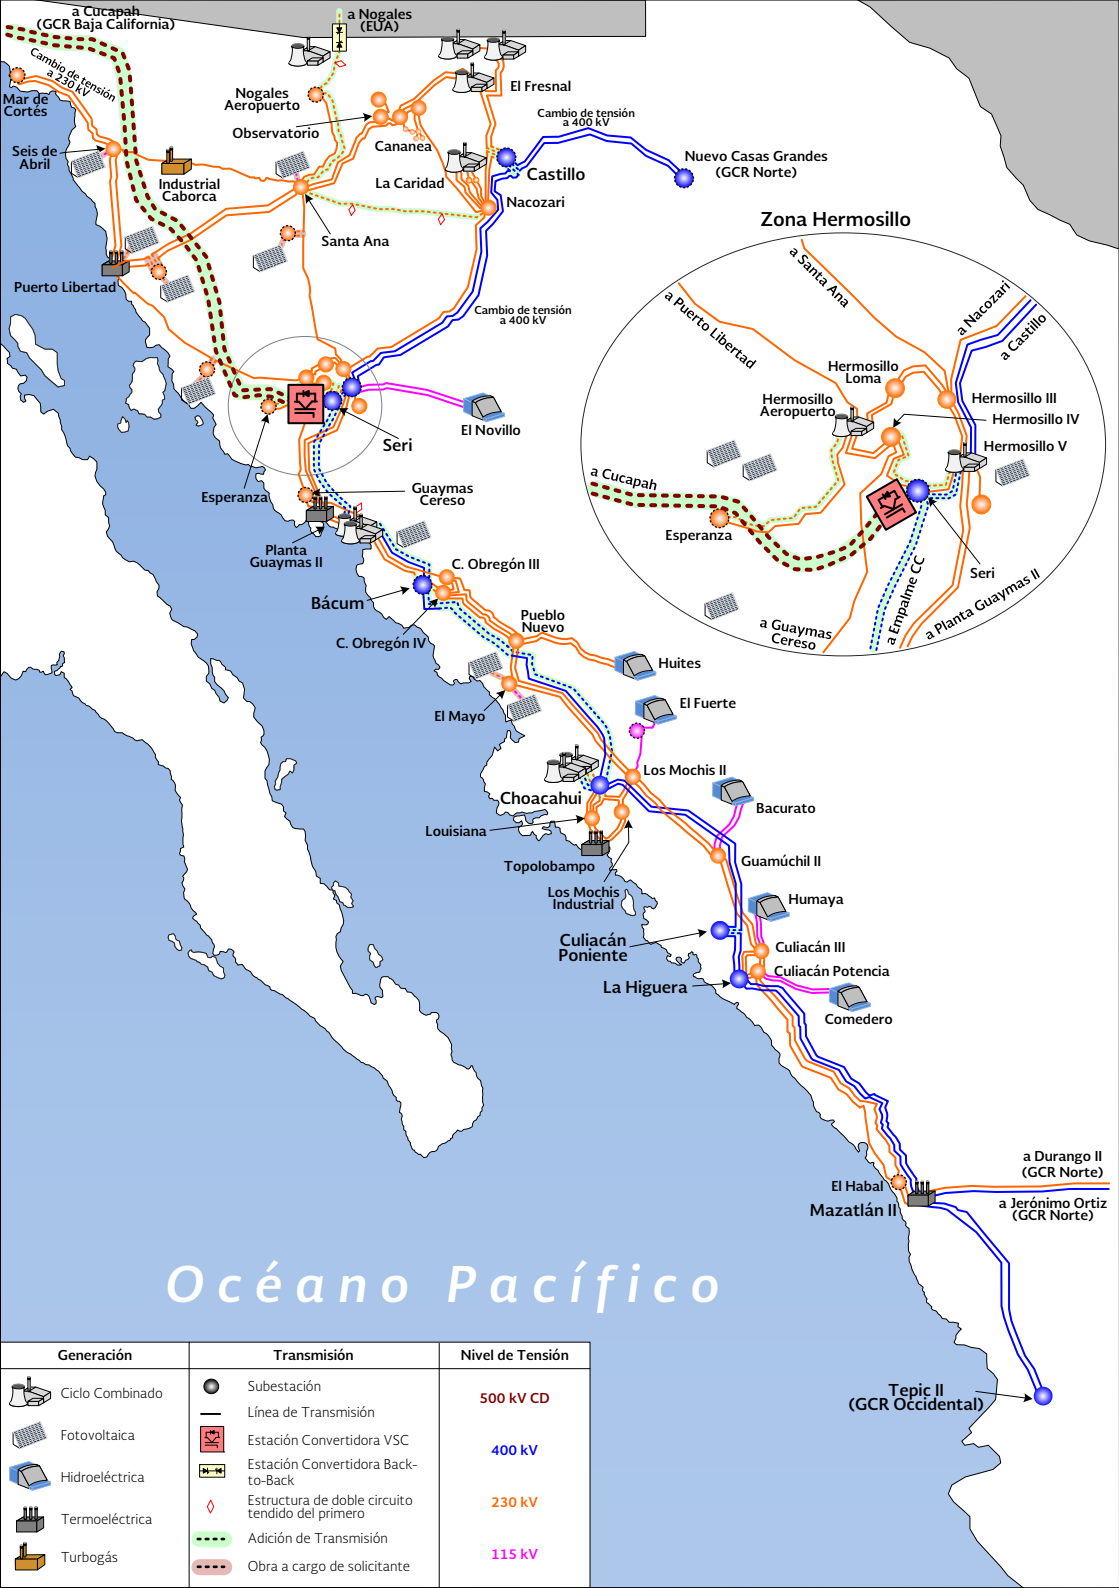 a Cucapah
(GCR Baja California)
a Nogales
(EUA)
Cambio de tensión
a 230 kV
Mar de
Cortés
Nogales
Aeropuerto
Observatorio
El Fresnal
Cambio de tensión
a 400 kV
Seis de
Abril
Cananea
Industrial
Caborca
La Caridad
Castillo
Nuevo Casas Grandes
(GCR Norte)
Nacozari
Santa Ana
Puerto Libertad
Cambio de tensión
a 400 kV
Zona Hermosillo
a Santa Ana
a Puerto Libertad
a Nacozari
a Castillo
Hermosillo
Loma
Hermosillo
Aeropuerto
Hermosillo III
Hermosillo IV
Hermosillo V
a Cucapah
Esperanza
Seri
a Guaymas
Cereso
a Empalme CC
a Planta Guaymas II
El Novillo
Seri
Esperanza
Guaymas
Cereso
Planta
Guaymas II
C. Obregón III
Bácum
C. Obregón IV
Pueblo
Nuevo
Huites
El Mayo
El Fuerte
Los Mochis II
Choacahui
Bacurato
Louisiana
Topolobampo
Guamúchil II
Los Mochis
Industrial
Humaya
Culiacán
Poniente
Culiacán III
Culiacán Potencia
La Higuera
Comedero
a Durango II
(GCR Norte)
El Habal
Mazatlán II
a Jerónimo Ortiz
(GCR Norte)
Océano Pacífico
Tepic II
(GCR Occidental)
Generación
Ciclo Combinado
Fotovoltaica
Hidroeléctrica
Termoeléctrica
Turbogás
Transmisión
Subestación
Línea de Transmisión
Estación Convertidora VSC
Estación Convertidora Back-
to-Back
Estructura de doble circuito
tendido del primero
Adición de Transmisión
Obra a cargo de solicitante
Nivel de Tensión
500 kV CD
400 kV
230 kV
115 kV